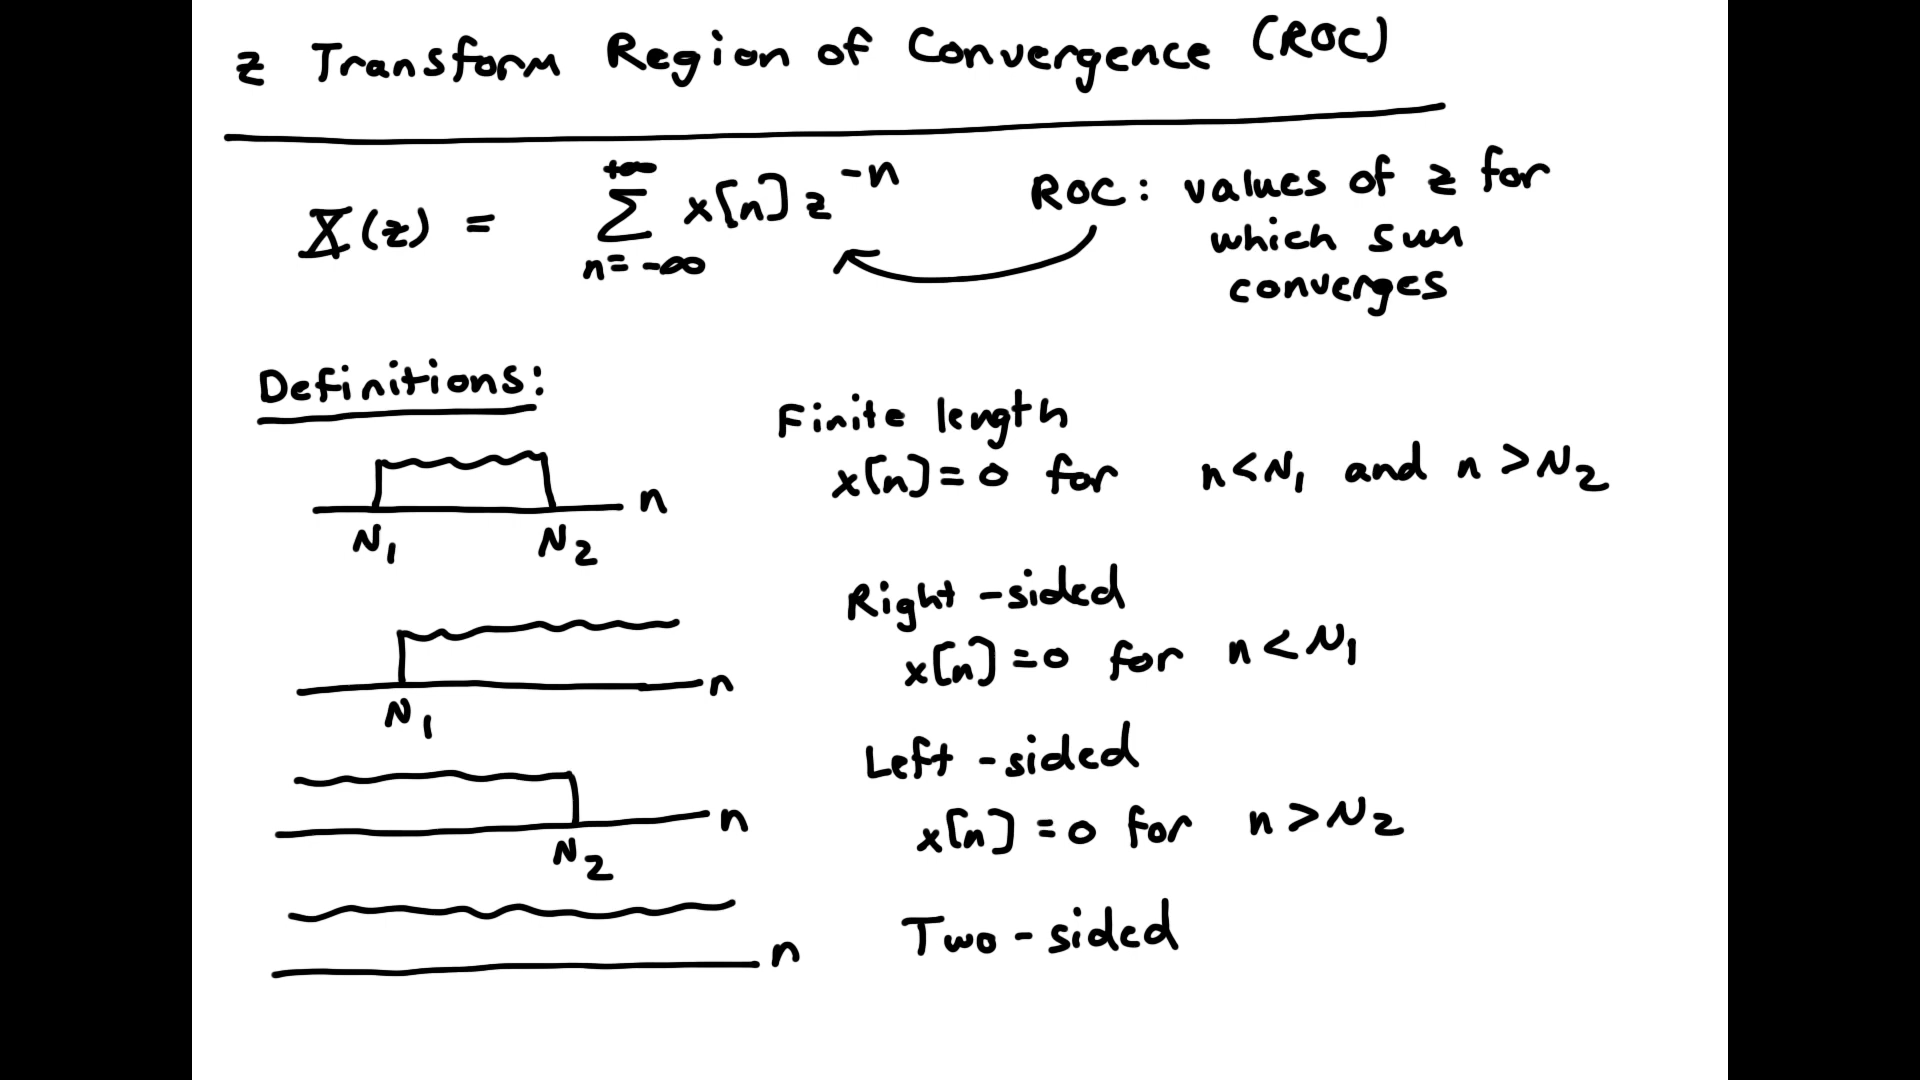 z Transform Region of Convergence (ROC)
X(z) = +∞ Σ n=-∞ x[n] z^-n
ROC: values of z for
which sum
converges
Definitions:
Finite length
x[n]=0 for n<N1 and n>N2
n
N1 N2
Right-sided
x[n]=0 for n<N1
n
N1
Left-sided
x[n]=0 for n>N2
n
N2
Two-sided
n